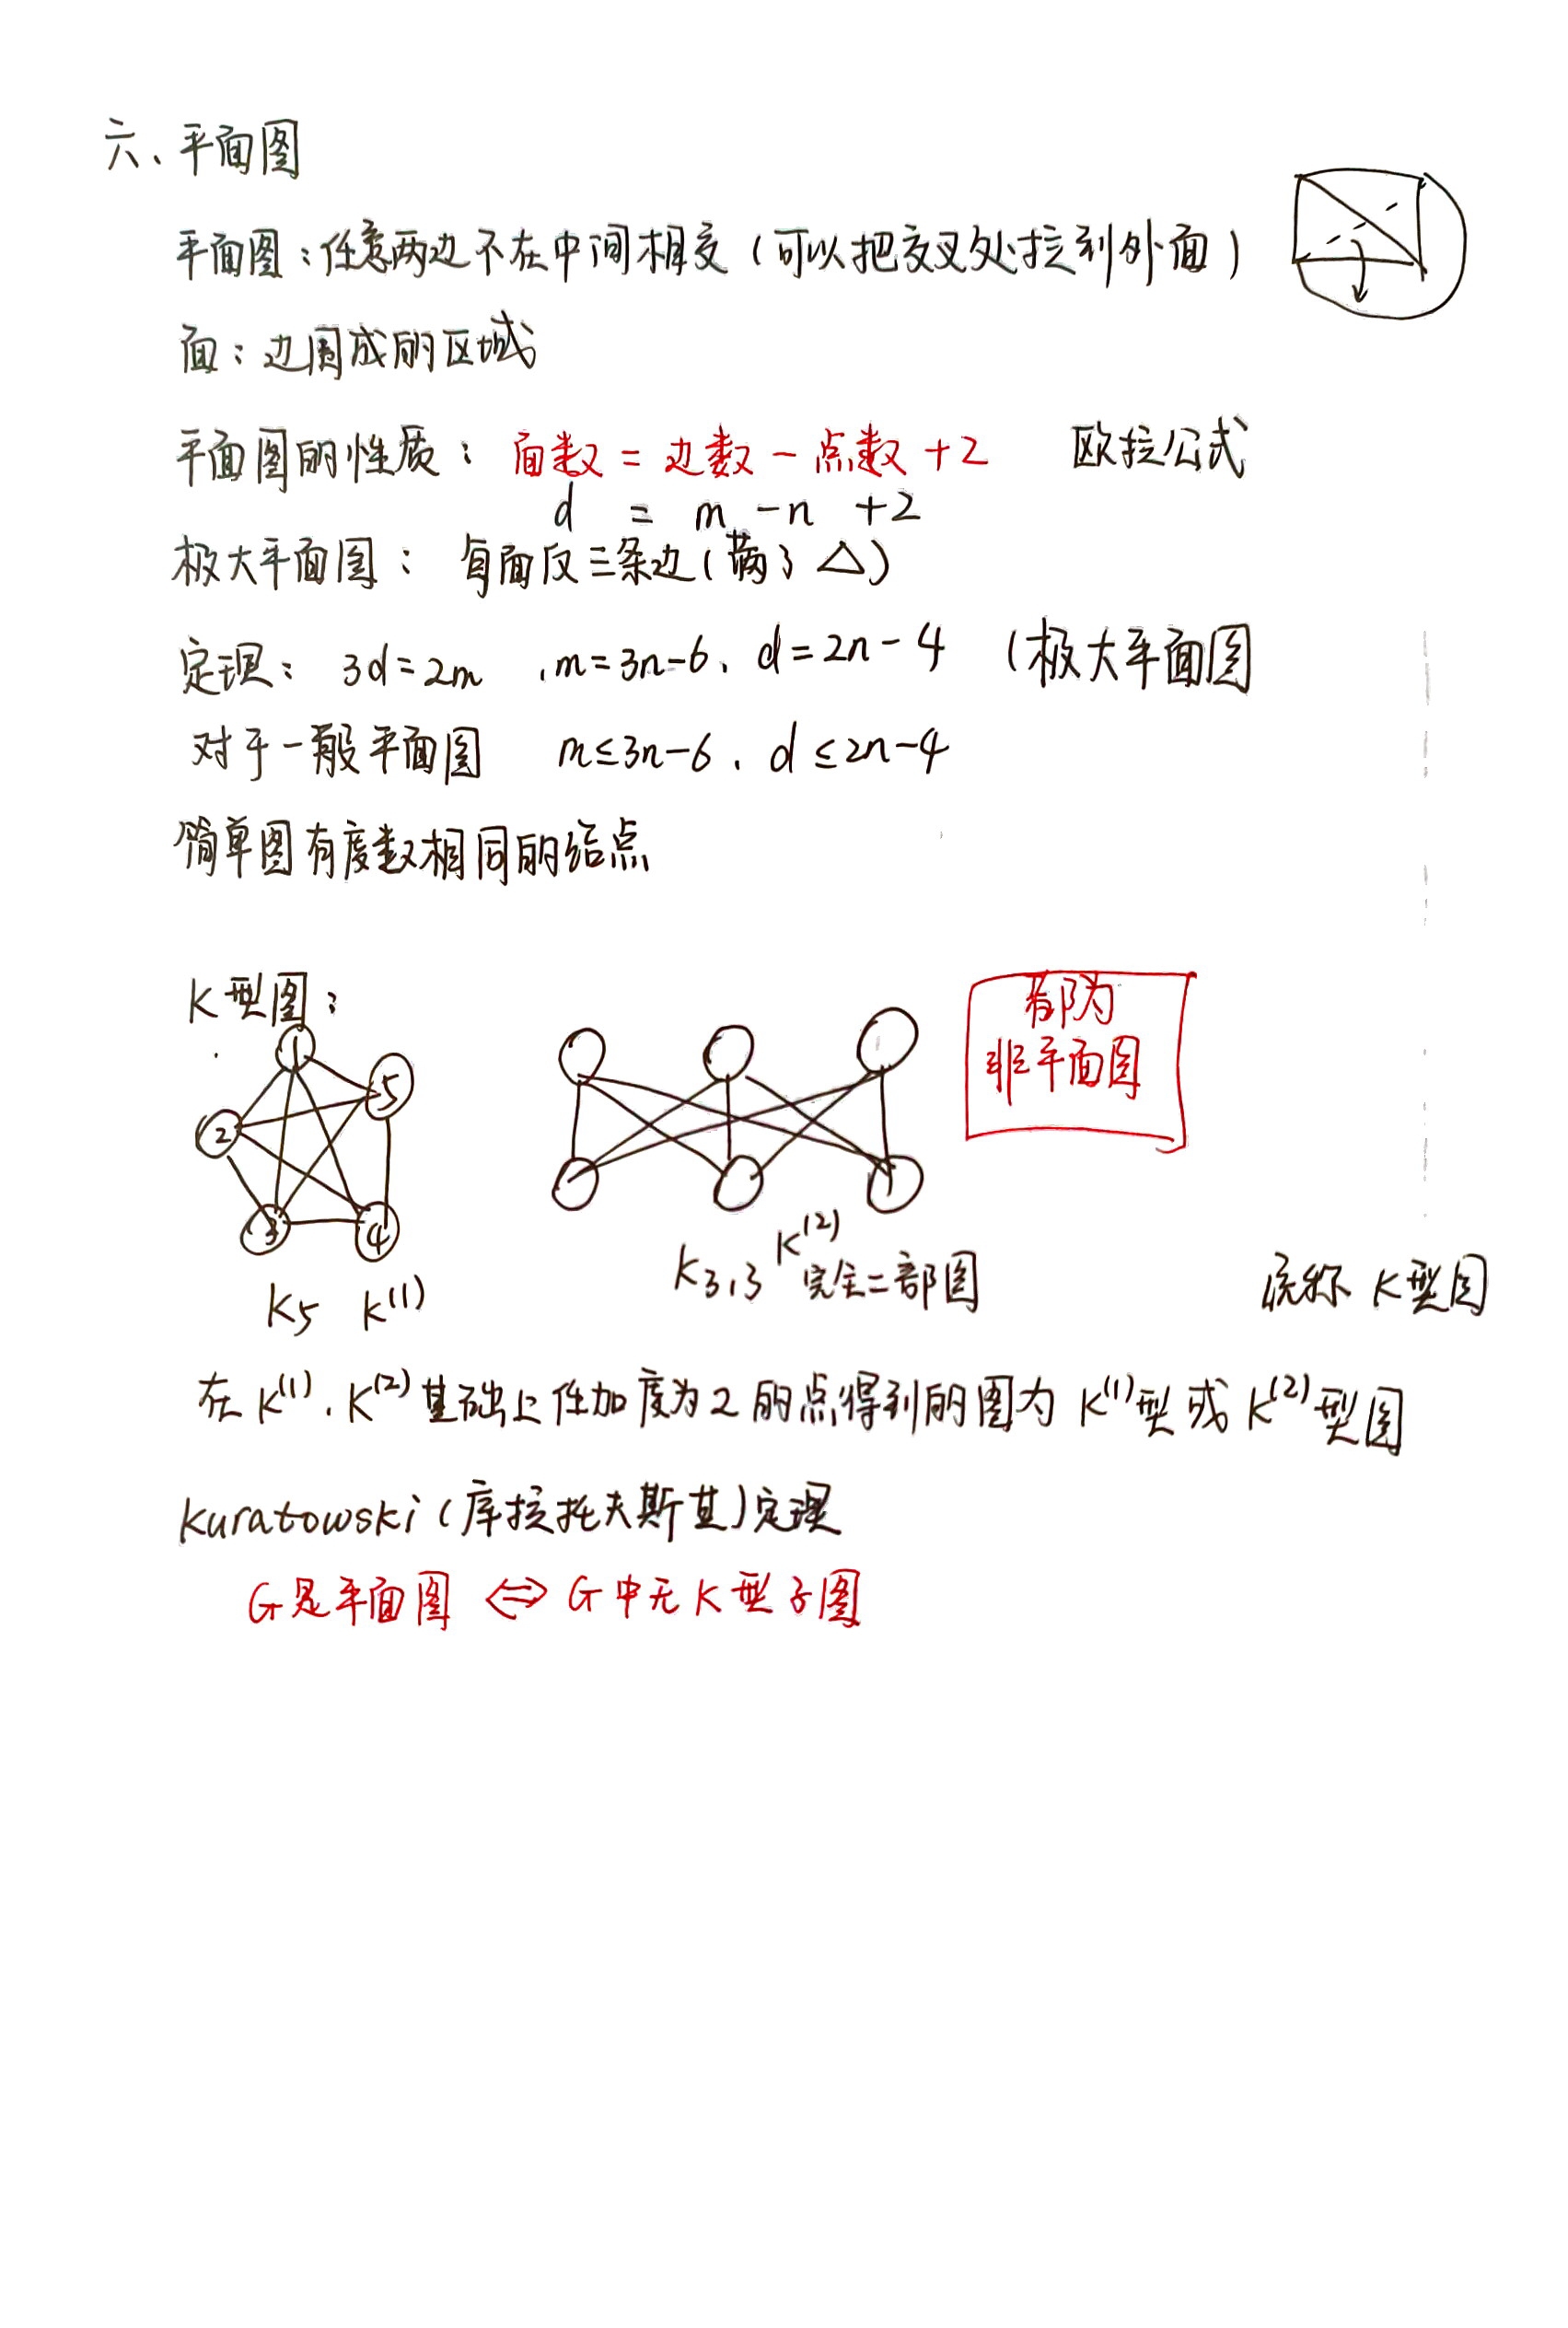 六、平面图
平面图：任意两边不在中间相交（可以把交叉处拉到外面）
面：边围成的区域
平面图的性质：面数=边数-点数+2 欧拉公式
d = m -n +2
极大平面图：每面仅三条边（满了△）
定理：3d=2m 、m=3n-6、d=2n-4 （极大平面图
对于一般平面图 m≤3n-6、d≤2n-4
简单图有度数相同的结点
K型图：
都为
非平面图
1
5
2
3
4
K5 K(1)
K3,3 K(2)
完全二部图
统称 K型图
在K(1)、K(2)基础上任加度为2的点得到的图为K(1)型或K(2)型图
Kuratowski（库拉托夫斯基）定理
G是平面图 ⇔ G中无K型子图